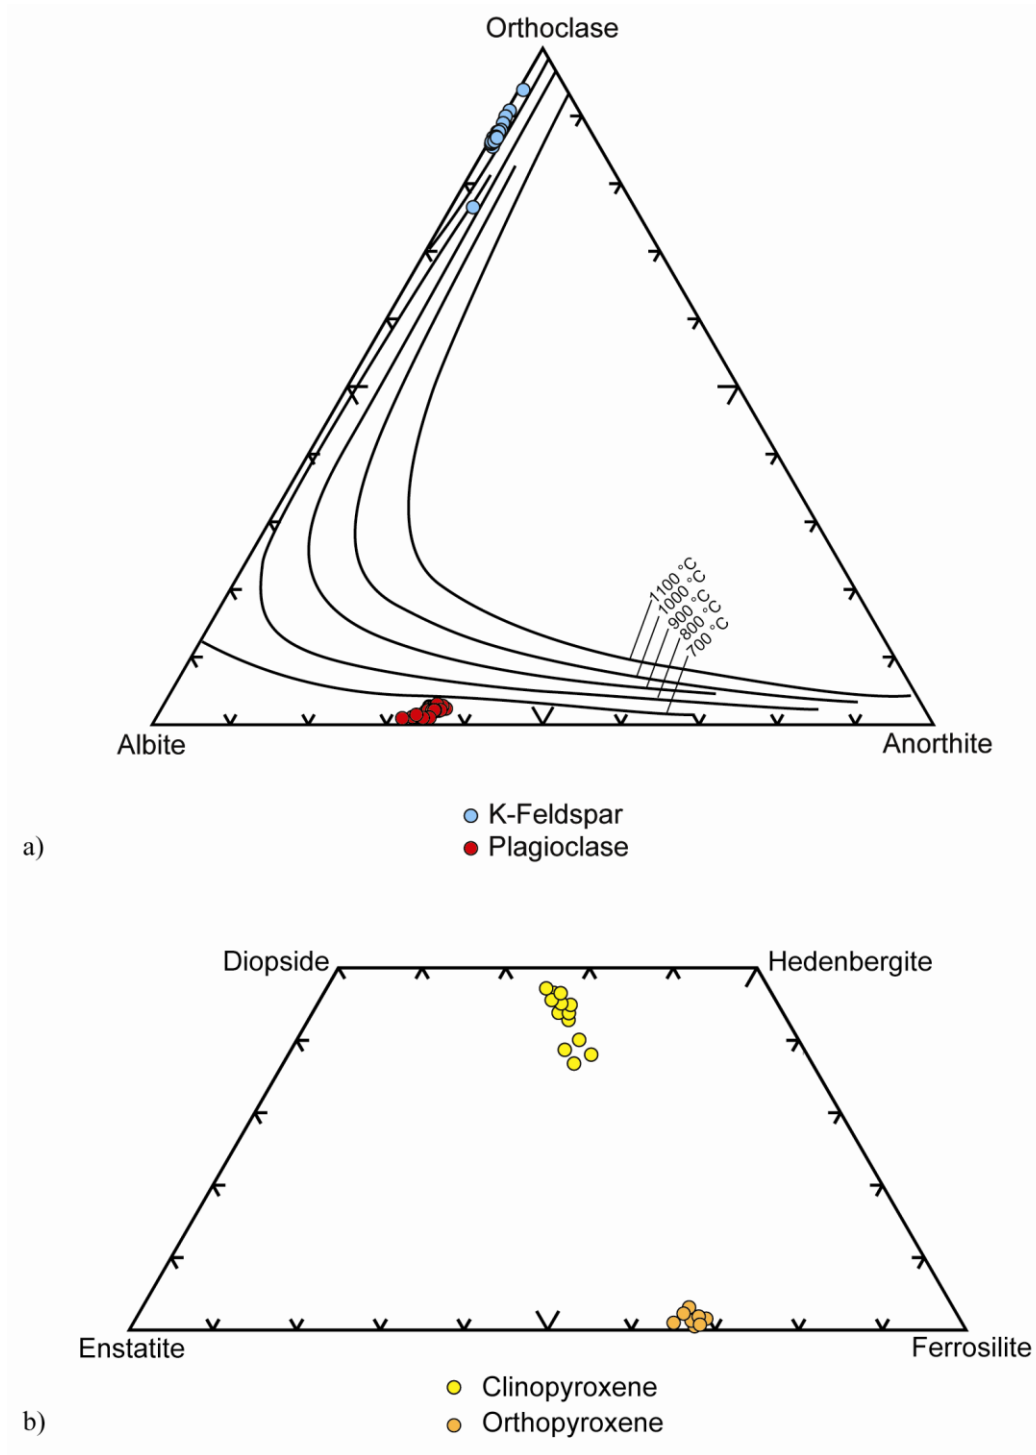 Orthoclase
1100 °C
1000 °C
900 °C
800 °C
700 °C
Albite
Anorthite
K-Feldspar
Plagioclase
a)
Diopside
Hedenbergite
Enstatite
Ferrosilite
Clinopyroxene
Orthopyroxene
b)